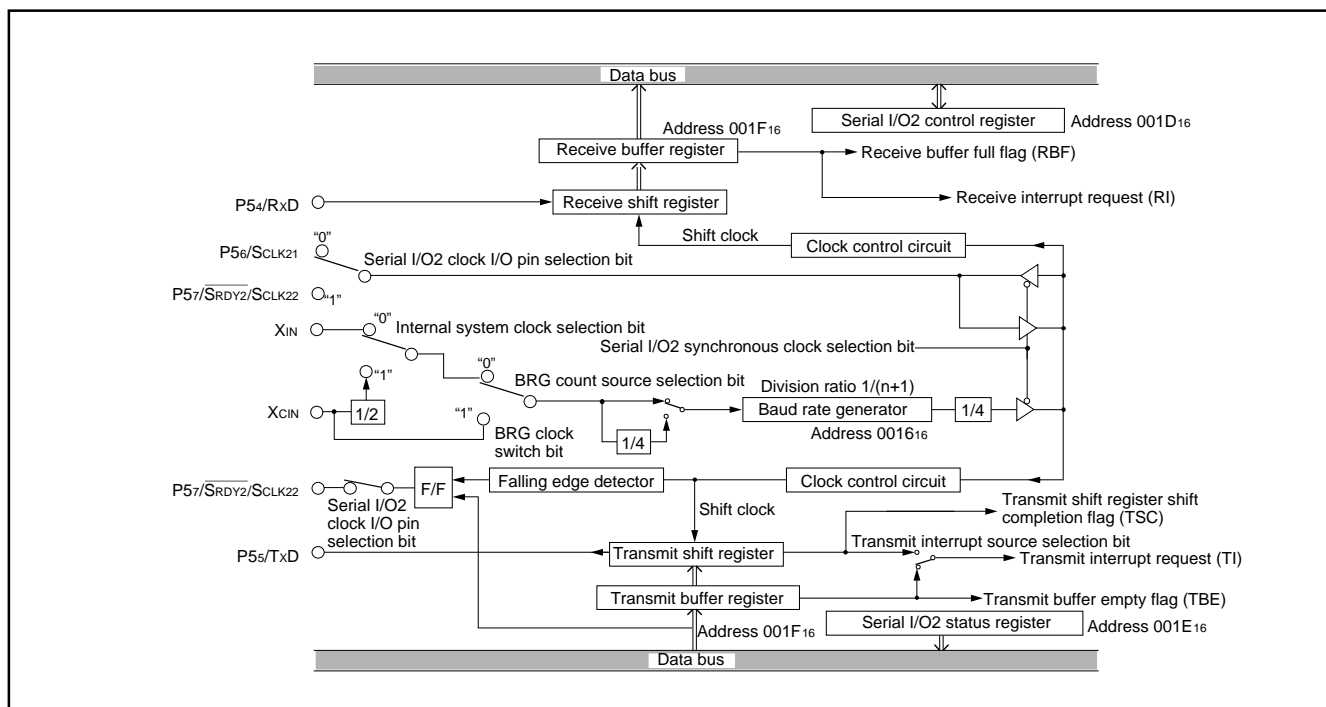 Data bus
Address 001F16
Serial I/O2 control register
Address 001D16
Receive buffer register
Receive buffer full flag (RBF)
Receive interrupt request (RI)
P54/RXD
Receive shift register
Shift clock
Clock control circuit
P56/SCLK21
“0”
Serial I/O2 clock I/O pin selection bit
P57/SRDY2/SCLK22
“1”
XIN
“0”
Internal system clock selection bit
Serial I/O2 synchronous clock selection bit
“1”
“0”
BRG count source selection bit
Division ratio 1/(n+1)
XCIN
1/2
“1”
Baud rate generator
1/4
BRG clock
switch bit
1/4
Address 001616
P57/SRDY2/SCLK22
F/F
Falling edge detector
Clock control circuit
Serial I/O2
clock I/O pin
selection bit
Shift clock
Transmit shift register shift
completion flag (TSC)
P55/TXD
Transmit shift register
Transmit interrupt source selection bit
Transmit interrupt request (TI)
Transmit buffer register
Transmit buffer empty flag (TBE)
Address 001F16
Serial I/O2 status register
Address 001E16
Data bus